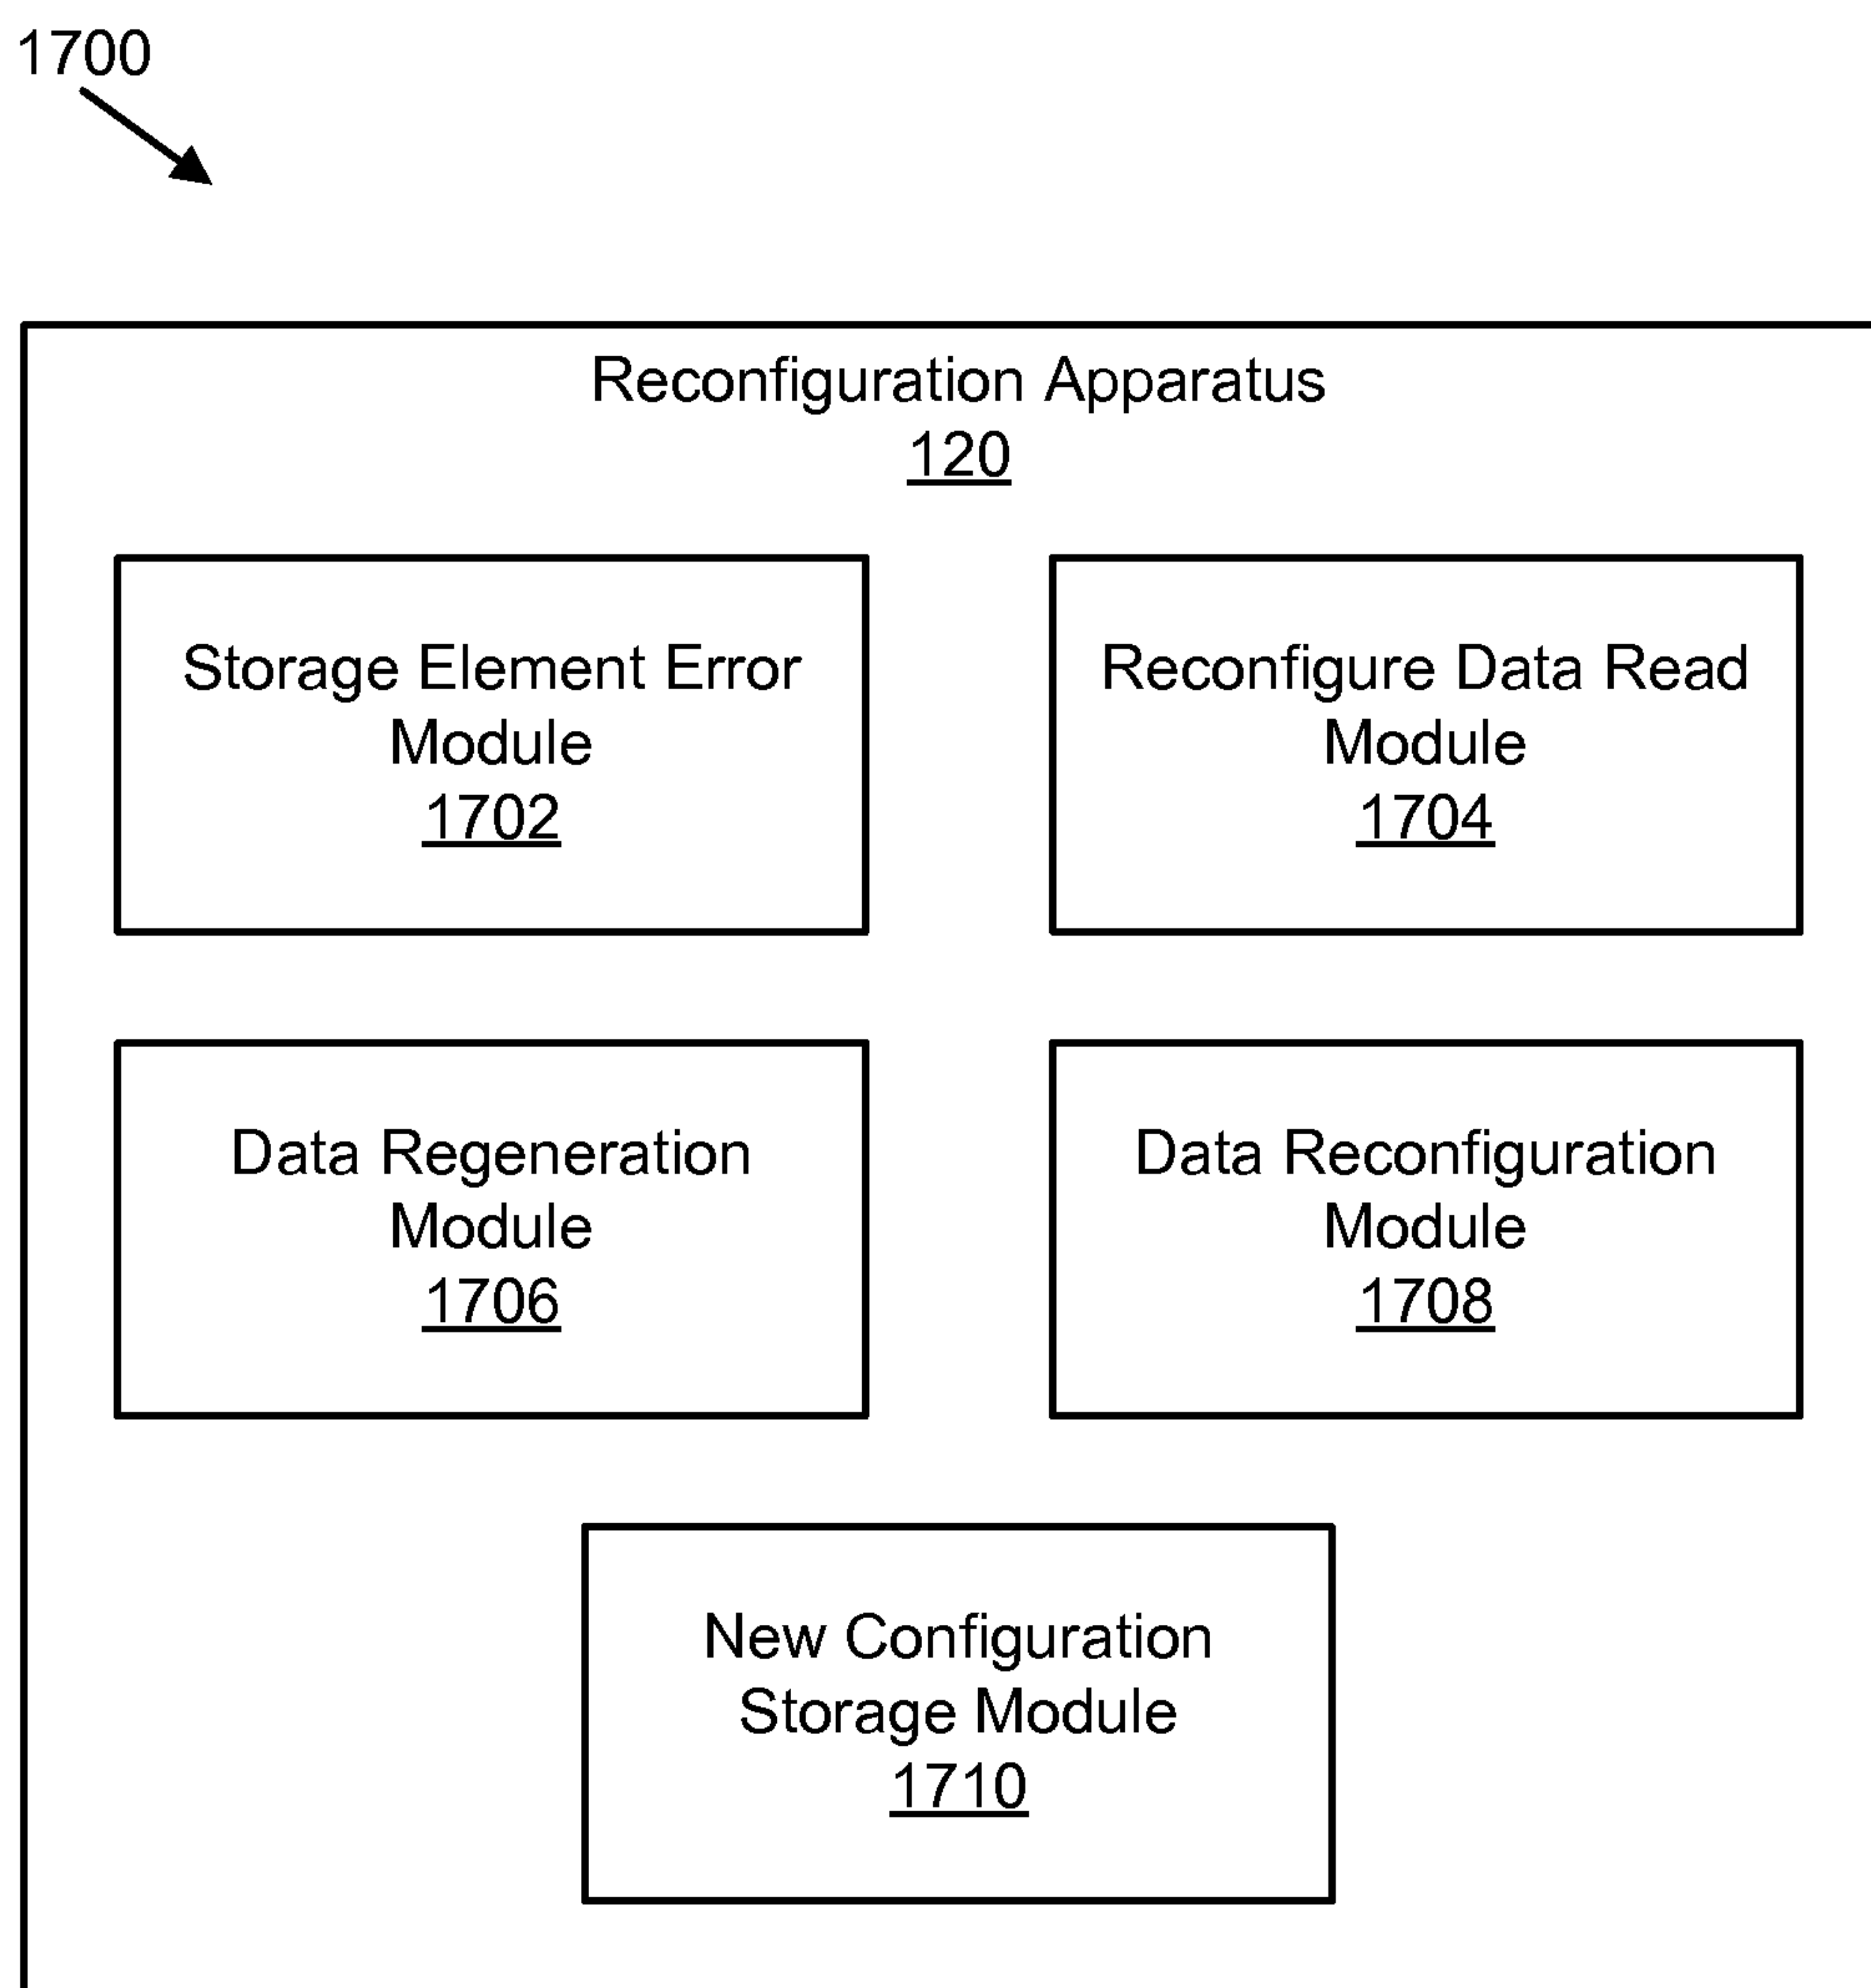 1700
Reconfiguration Apparatus
120
Storage Element Error
Module
1702
Reconfigure Data Read
Module
1704
Data Regeneration
Module
1706
Data Reconfiguration
Module
1708
New Configuration
Storage Module
1710